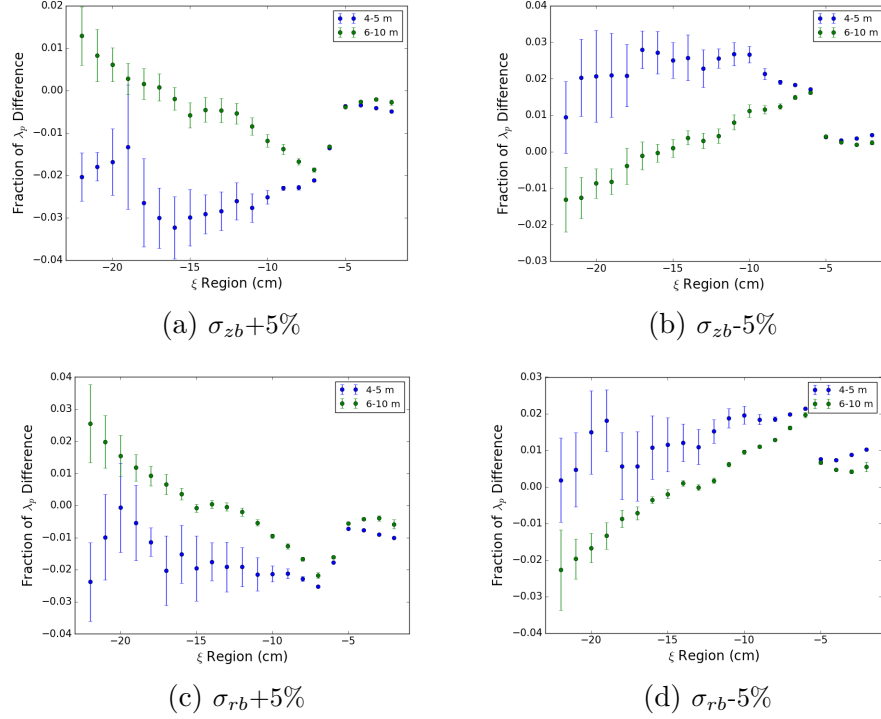 0.02
0.01
0.00
−0.01
−0.02
−0.03
−0.04
−20
−15
−10
−5
Fraction of λp Difference
ξ Region (cm)
4-5 m
6-10 m
(a) σzb+5%
0.04
0.03
0.02
0.01
0.00
−0.01
−0.02
−0.03
−20
−15
−10
−5
Fraction of λp Difference
ξ Region (cm)
4-5 m
6-10 m
(b) σzb-5%
0.04
0.03
0.02
0.01
0.00
−0.01
−0.02
−0.03
−0.04
−20
−15
−10
−5
Fraction of λp Difference
ξ Region (cm)
4-5 m
6-10 m
(c) σrb+5%
0.03
0.02
0.01
0.00
−0.01
−0.02
−0.03
−0.04
−20
−15
−10
−5
Fraction of λp Difference
ξ Region (cm)
4-5 m
6-10 m
(d) σrb-5%